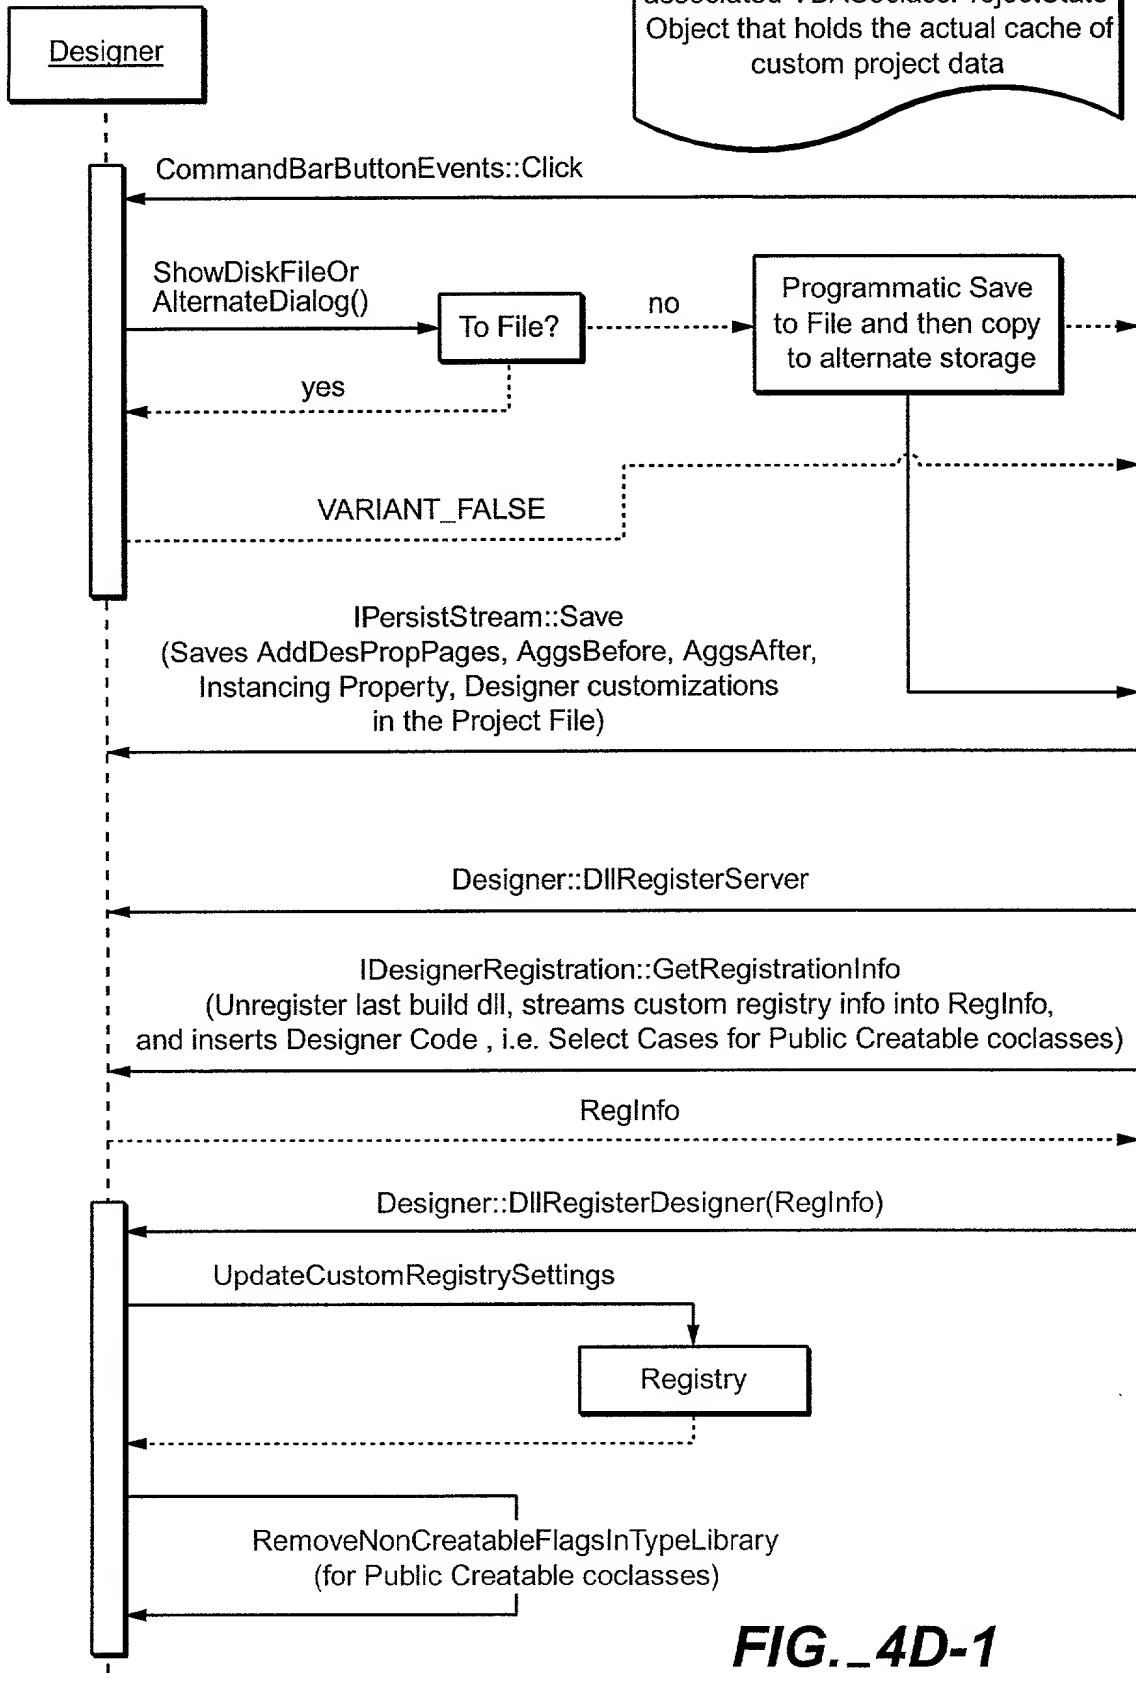 Designer
Object that holds the actual cache of
custom project data
CommandBarButtonEvents::Click
ShowDiskFileOr
AlternateDialog()
To File?
no
Programmatic Save
to File and then copy
to alternate storage
yes
VARIANT_FALSE
IPersistStream::Save
(Saves AddDesPropPages, AggsBefore, AggsAfter,
Instancing Property, Designer customizations
in the Project File)
Designer::DllRegisterServer
IDesignerRegistration::GetRegistrationInfo
(Unregister last build dll, streams custom registry info into RegInfo,
and inserts Designer Code , i.e. Select Cases for Public Creatable coclasses)
RegInfo
Designer::DllRegisterDesigner(RegInfo)
UpdateCustomRegistrySettings
Registry
RemoveNonCreatableFlagsInTypeLibrary
(for Public Creatable coclasses)
FIG._4D-1